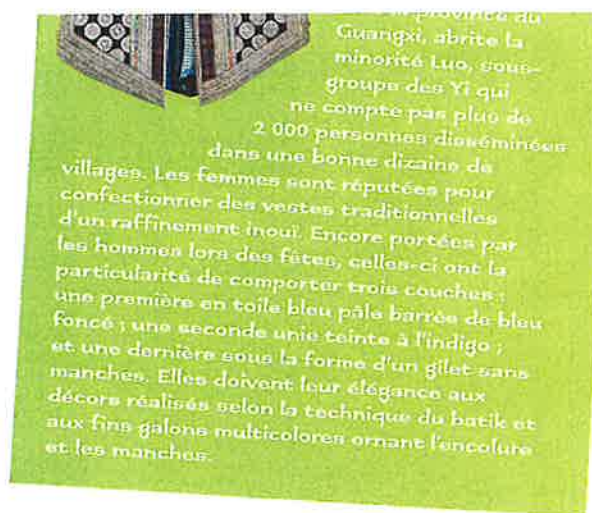 province du
Guangxi, abrite la
minorité Luo, sous-
groupe des Yi qui
ne compte pas plus de
2 000 personnes disséminées
dans une bonne dizaine de
villages. Les femmes sont réputées pour
confectionner des vestes traditionnelles
d'un raffinement inouï. Encore portées par
les hommes lors des fêtes, celles-ci ont la
particularité de comporter trois couches :
une première en toile bleu pâle barrée de bleu
foncé ; une seconde unie teinte à l'indigo ;
et une dernière sous la forme d'un gilet sans
manches. Elles doivent leur élégance aux
décors réalisés selon la technique du batik et
aux fins galons multicolores ornant l'encolure
et les manches.